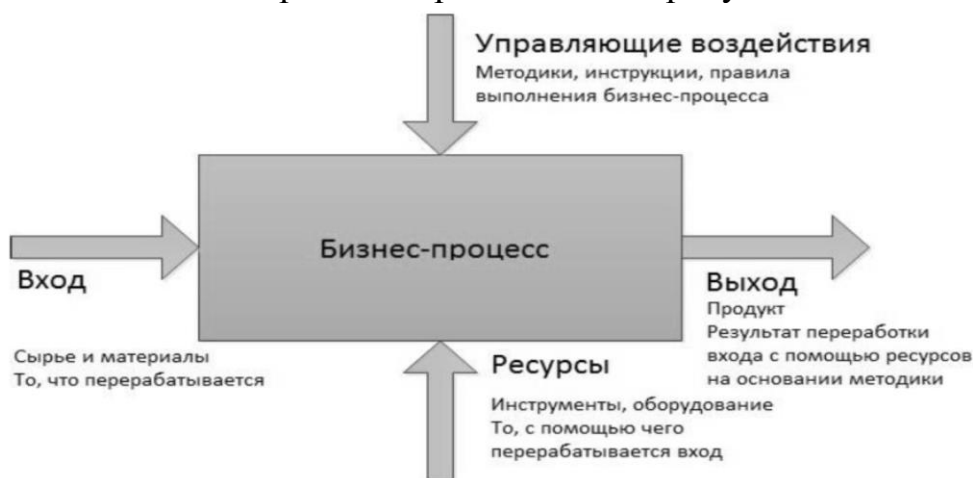 Управляющие воздействия
Методики, инструкции, правила
выполнения бизнес-процесса
Бизнес-процесс
Вход
Сырье и материалы
То, что перерабатывается
Выход
Продукт
Результат переработки
входа с помощью ресурсов
на основании методики
Ресурсы
Инструменты, оборудование
То, с помощью чего
перерабатывается вход